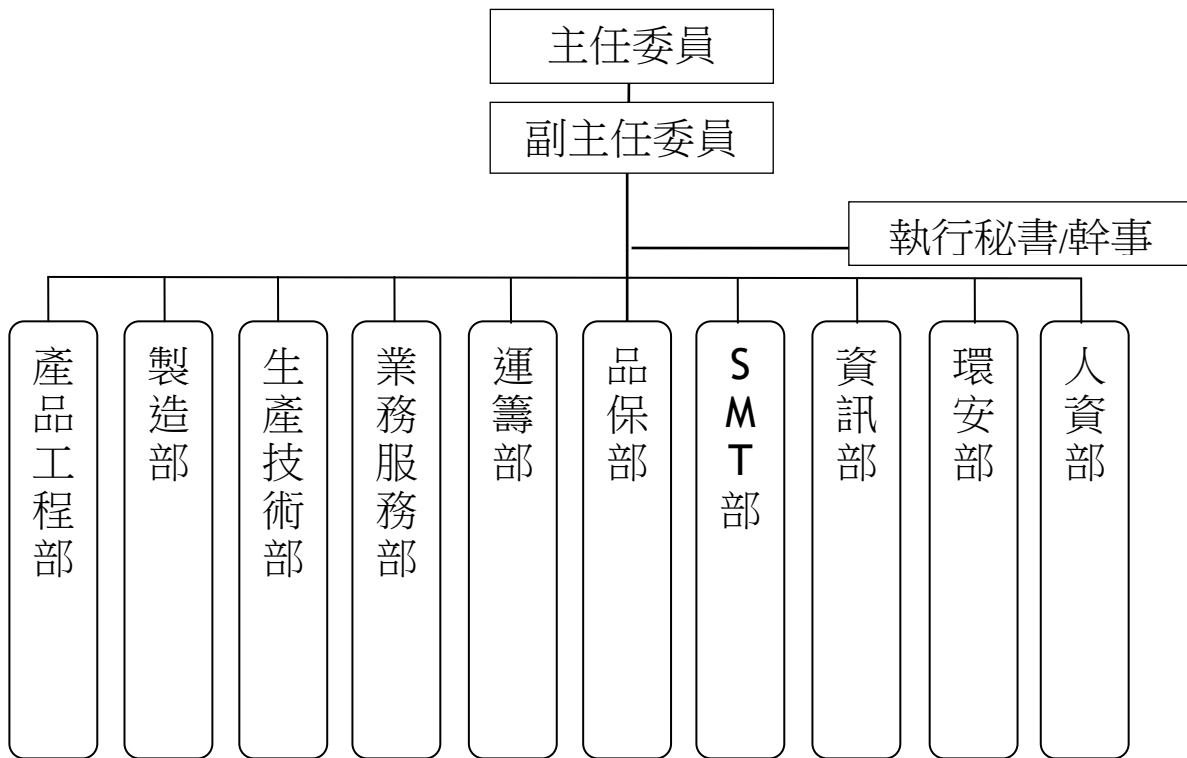 主任委員
副主任委員
執行秘書/幹事
產品工程部
製造部
生產技術部
業務服務部
運籌部
品保部
SMT部
資訊部
環安部
人資部